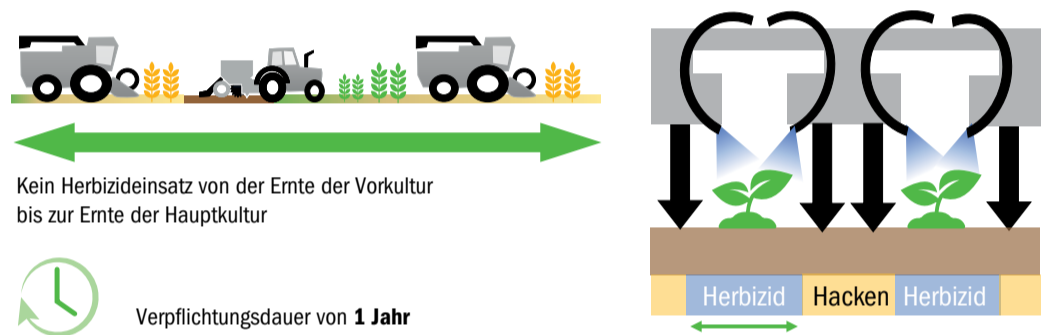 Kein Herbizideinsatz von der Ernte der Vorkultur
bis zur Ernte der Hauptkultur
Verpflichtungsdauer von 1 Jahr
Herbizid Hacken Herbizid